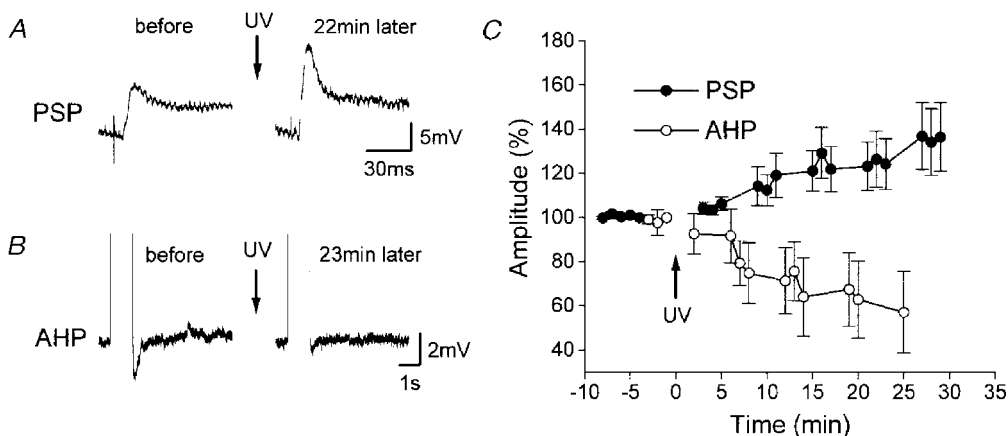 A
before
UV
22min later
PSP
5mV
30ms
B
before
UV
23min later
AHP
2mV
1s
C
180
160
140
120
100
80
60
40
Amplitude (%)
PSP
AHP
UV
-10 -5 0 5 10 15 20 25 30 35
Time (min)